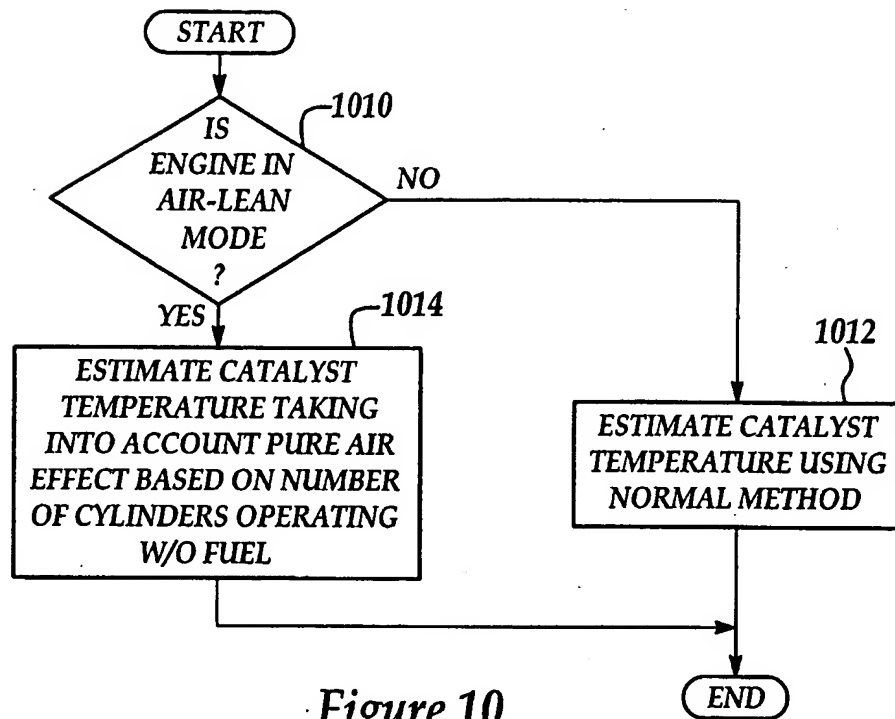 START
1010
IS
ENGINE IN
AIR-LEAN
MODE
?
NO
YES
1014
ESTIMATE CATALYST
TEMPERATURE TAKING
INTO ACCOUNT PURE AIR
EFFECT BASED ON NUMBER
OF CYLINDERS OPERATING
W/O FUEL
1012
ESTIMATE CATALYST
TEMPERATURE USING
NORMAL METHOD
END
Figure 10